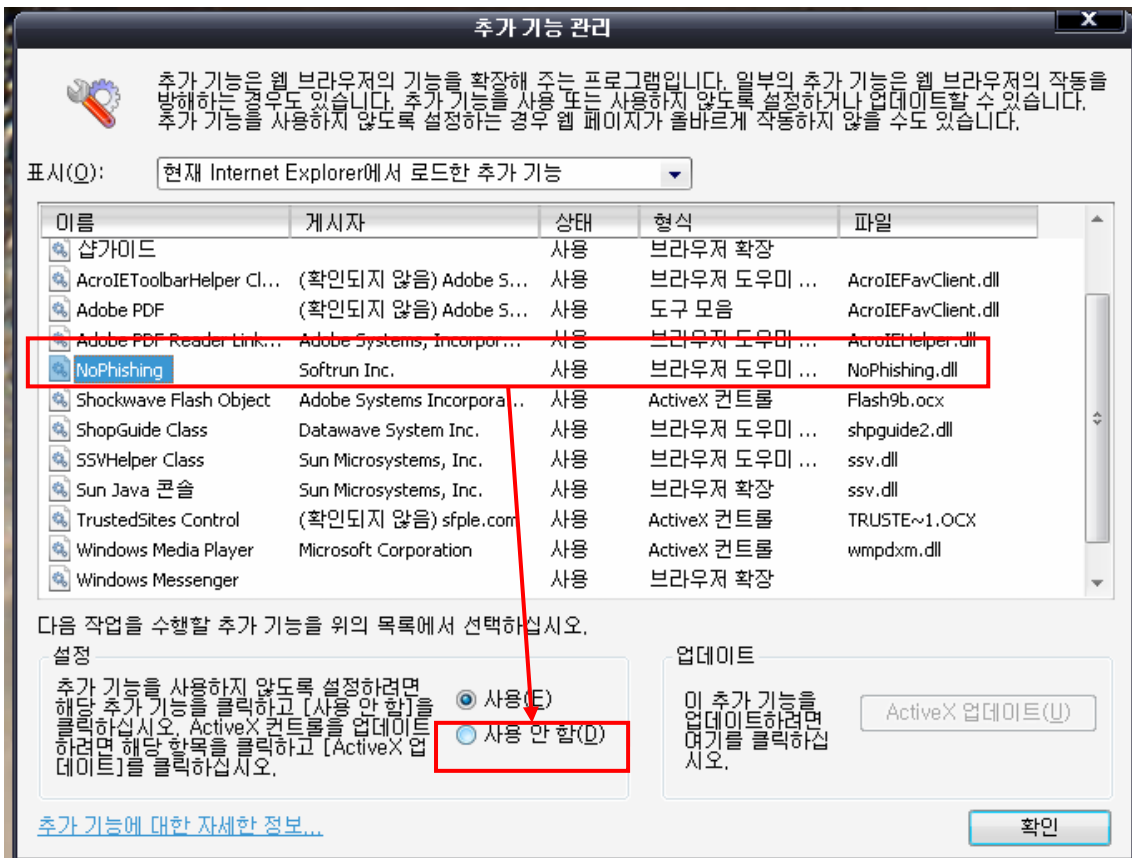 추가 기능 관리
추가 기능은 웹 브라우저의 기능을 확장해 주는 프로그램입니다. 일부의 추가 기능은 웹 브라우저의 작동을
방해하는 경우도 있습니다. 추가 기능을 사용 또는 사용하지 않도록 설정하거나 업데이트할 수 있습니다.
추가 기능을 사용하지 않도록 설정하는 경우 웹 페이지가 올바르게 작동하지 않을 수도 있습니다.
표시(O): 현재 Internet Explorer에서 로드한 추가 기능
이름 게시자 상태 형식 파일
샵가이드 사용 브라우저 확장
AcroIEToolbarHelper Cl... (확인되지 않음) Adobe S... 사용 브라우저 도우미 ... AcroIEFavClient.dll
Adobe PDF (확인되지 않음) Adobe S... 사용 도구 모음 AcroIEFavClient.dll
Adobe PDF Reader Link... Adobe Systems, Incorpor... 사용 브라우저 도우미 ... AcroIEHelper.dll
NoPhishing Softrun Inc. 사용 브라우저 도우미 ... NoPhishing.dll
Shockwave Flash Object Adobe Systems Incorpora... 사용 ActiveX 컨트롤 Flash9b.ocx
ShopGuide Class Datawave System Inc. 사용 브라우저 도우미 ... shpguide2.dll
SSVHelper Class Sun Microsystems, Inc. 사용 브라우저 도우미 ... ssv.dll
Sun Java 콘솔 Sun Microsystems, Inc. 사용 브라우저 확장 ssv.dll
TrustedSites Control (확인되지 않음) sfple.com 사용 ActiveX 컨트롤 TRUSTE~1.OCX
Windows Media Player Microsoft Corporation 사용 ActiveX 컨트롤 wmpdxm.dll
Windows Messenger 사용 브라우저 확장
다음 작업을 수행할 추가 기능을 위의 목록에서 선택하십시오.
설정
추가 기능을 사용하지 않도록 설정하려면
해당 추가 기능을 클릭하고 [사용 안 함]을
클릭하십시오. ActiveX 컨트롤을 업데이트
하려면 해당 항목을 클릭하고 [ActiveX 업
데이트]를 클릭하십시오.
사용(E)
사용 안 함(D)
업데이트
이 추가 기능을
업데이트하려면
여기를 클릭하십
시오.
ActiveX 업데이트(U)
추가 기능에 대한 자세한 정보...
확인